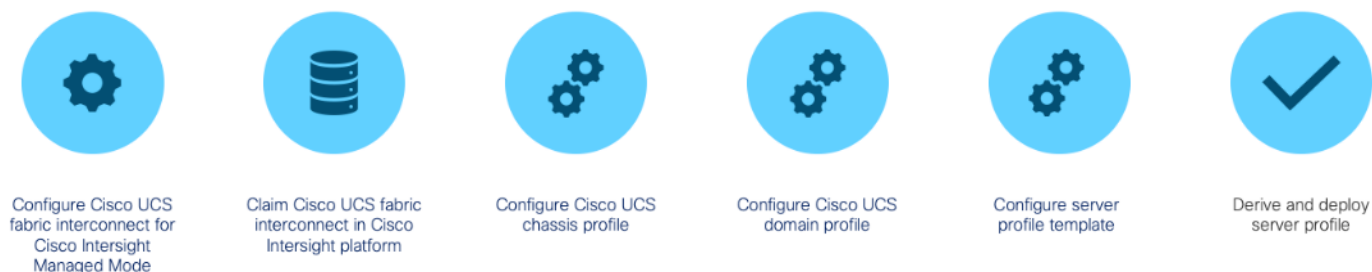 Configure Cisco UCS
fabric interconnect for
Cisco Intersight
Managed Mode
Claim Cisco UCS fabric
interconnect in Cisco
Intersight platform
Configure Cisco UCS
chassis profile
Configure Cisco UCS
domain profile
Configure server
profile template
Derive and deploy
server profile